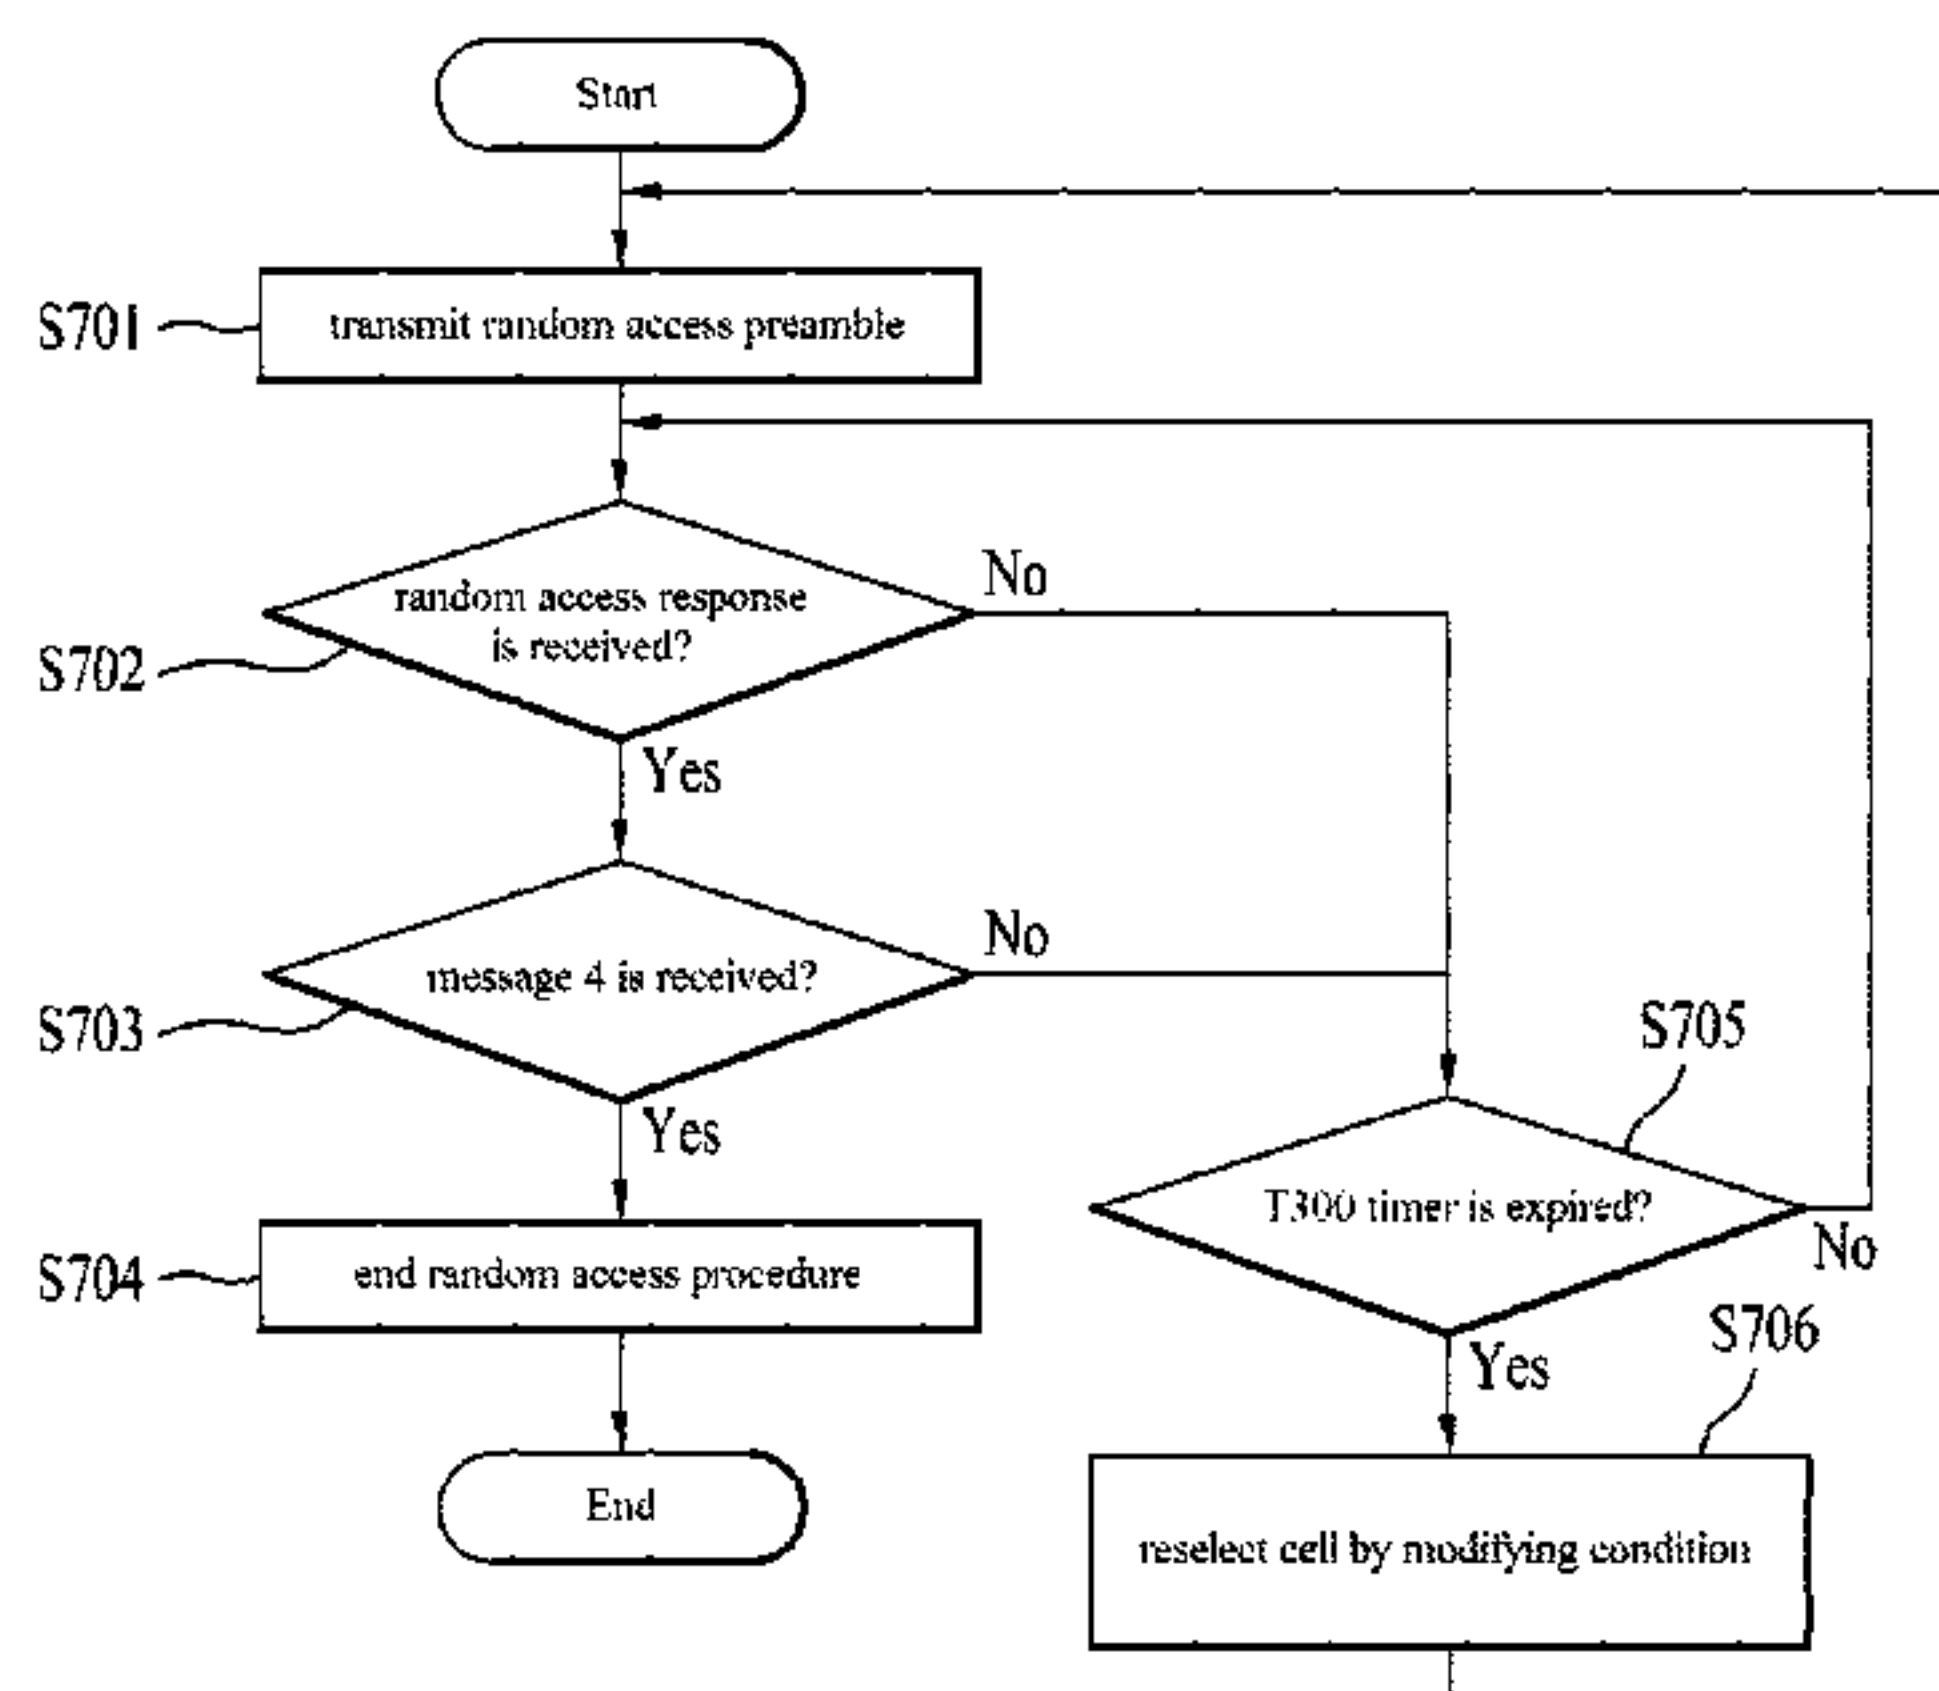 Start
S701
transmit random access preamble
random access response
is received?
No
S702
Yes
message 4 is received?
No
S703
Yes
S705
T300 timer is expired?
No
S704
end random access procedure
Yes
S706
End
reselect cell by modifying condition